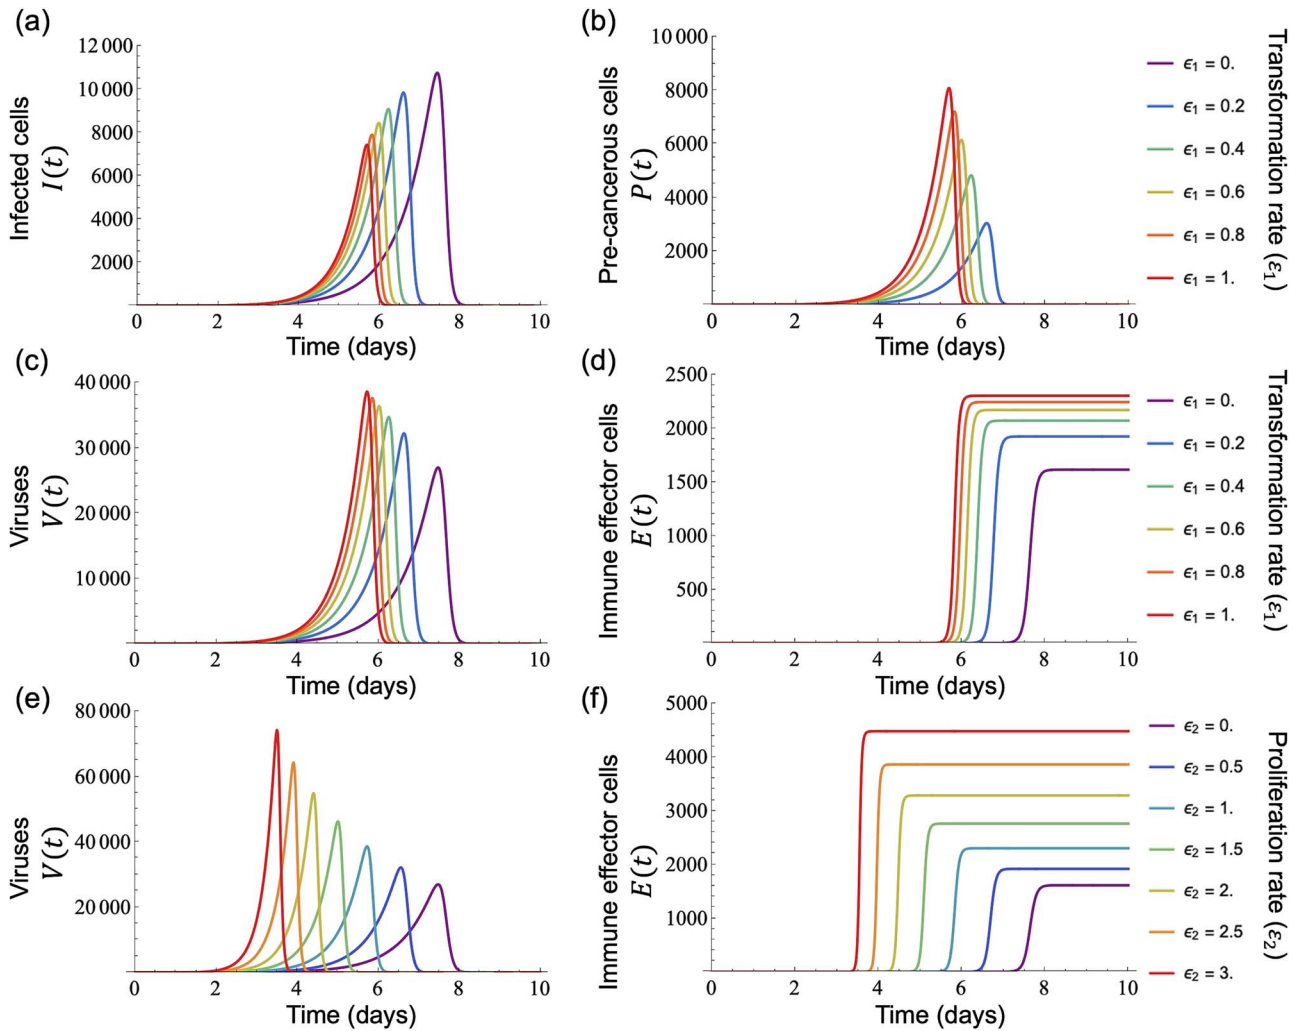 (a)
Infected cells
I(t)
12 000
10 000
8000
6000
4000
2000
0 2 4 6 8 10
Time (days)
(b)
Pre-cancerous cells
P(t)
10 000
8000
6000
4000
2000
0 2 4 6 8 10
Time (days)
ϵ1 = 0.
ϵ1 = 0.2
ϵ1 = 0.4
ϵ1 = 0.6
ϵ1 = 0.8
ϵ1 = 1.
Transformation rate (ε1)
(c)
Viruses
V(t)
40 000
30 000
20 000
10 000
0 2 4 6 8 10
Time (days)
(d)
Immune effector cells
E(t)
2500
2000
1500
1000
500
0 2 4 6 8 10
Time (days)
ϵ1 = 0.
ϵ1 = 0.2
ϵ1 = 0.4
ϵ1 = 0.6
ϵ1 = 0.8
ϵ1 = 1.
Transformation rate (ε1)
(e)
Viruses
V(t)
80 000
60 000
40 000
20 000
0 2 4 6 8 10
Time (days)
(f)
Immune effector cells
E(t)
5000
4000
3000
2000
1000
0 2 4 6 8 10
Time (days)
ϵ2 = 0.
ϵ2 = 0.5
ϵ2 = 1.
ϵ2 = 1.5
ϵ2 = 2.
ϵ2 = 2.5
ϵ2 = 3.
Proliferation rate (ε2)